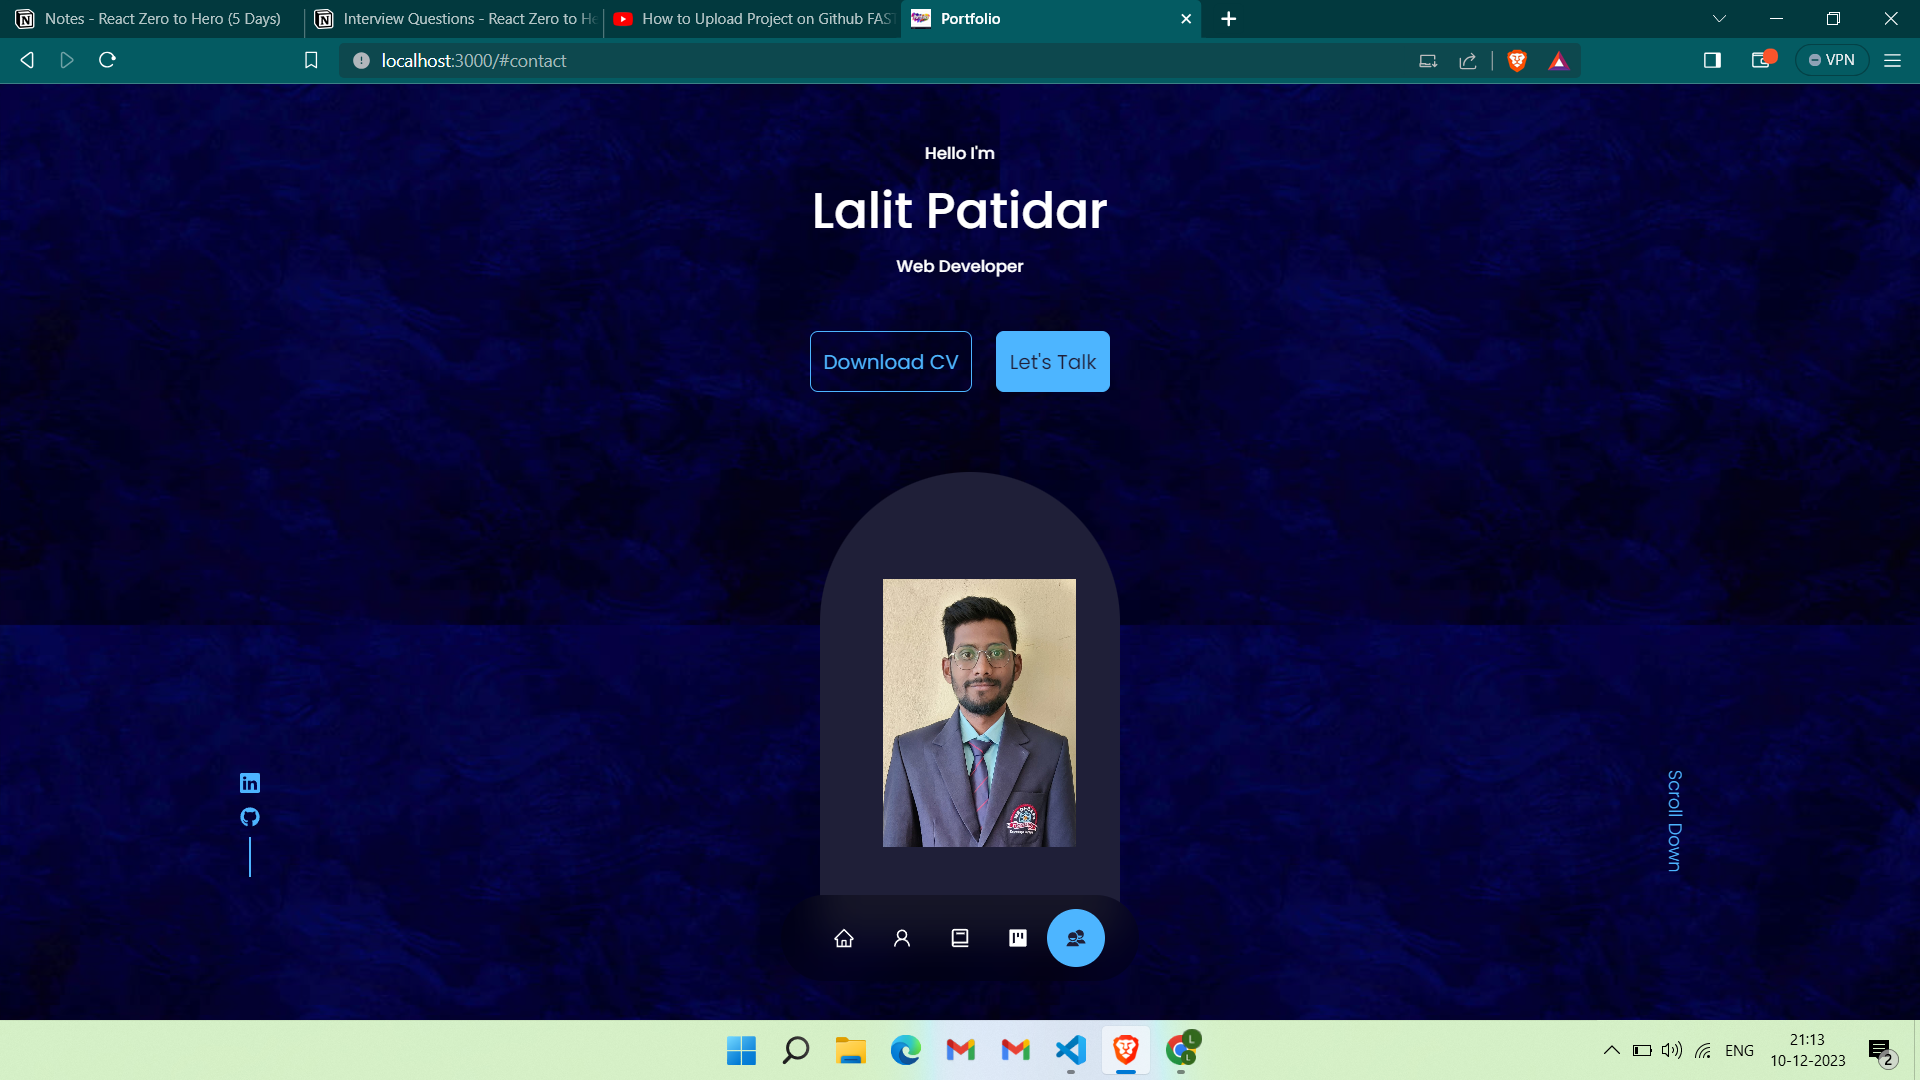 Notes - React Zero to Hero (5 Days)
Interview Questions - React Zero to He
How to Upload Project on Github FAS
Portfolio
localhost:3000/#contact
VPN
Hello I'm
Lalit Patidar
Web Developer
Download CV
Let's Talk
Scroll Down
L
L
ENG
21:13
10-12-2023
2